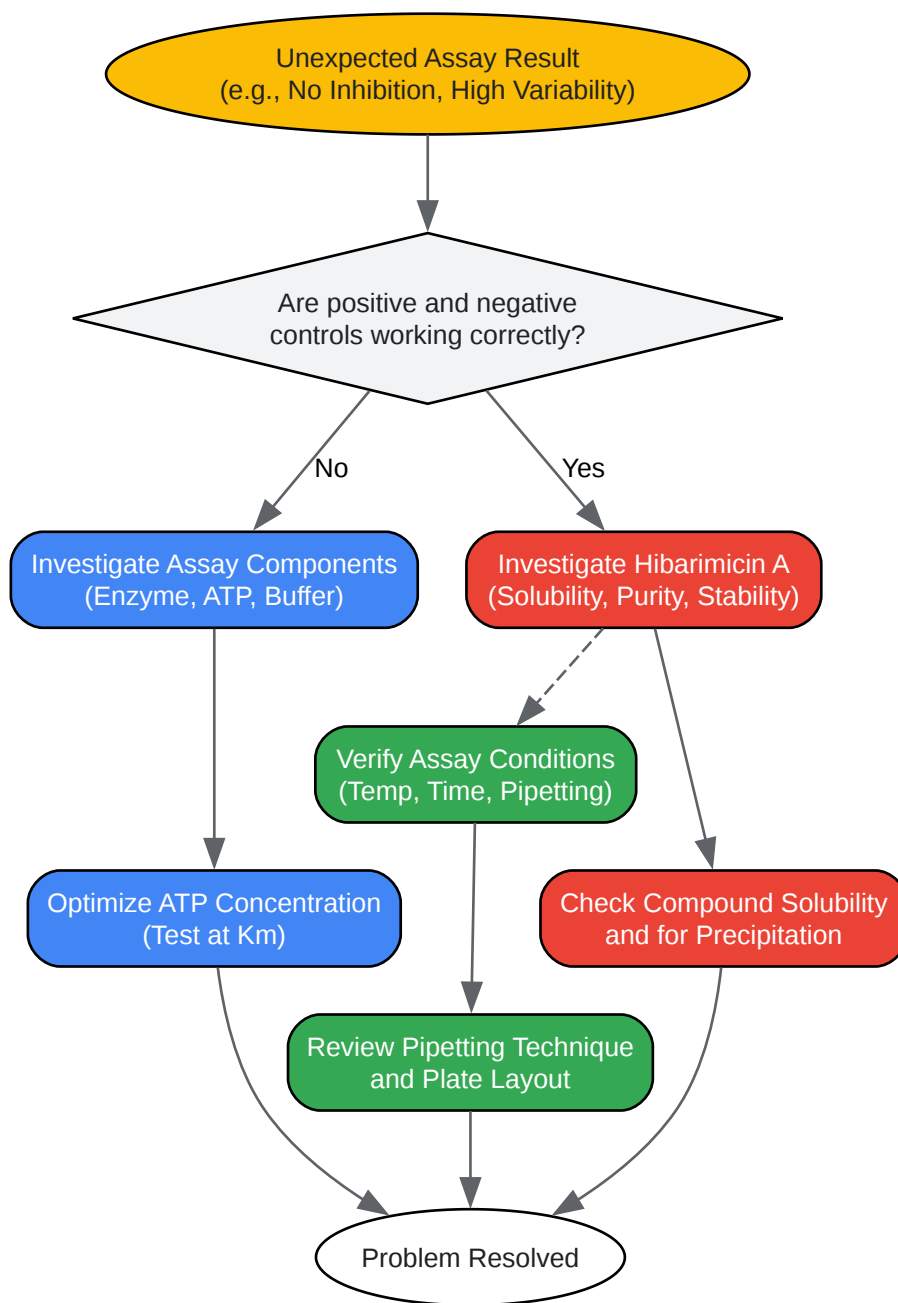 Unexpected Assay Result
(e.g., No Inhibition, High Variability)
Are positive and negative
controls working correctly?
No
Yes
Investigate Assay Components
(Enzyme, ATP, Buffer)
Investigate Hibarimicin A
(Solubility, Purity, Stability)
Verify Assay Conditions
(Temp, Time, Pipetting)
Optimize ATP Concentration
(Test at Km)
Check Compound Solubility
and for Precipitation
Review Pipetting Technique
and Plate Layout
Problem Resolved